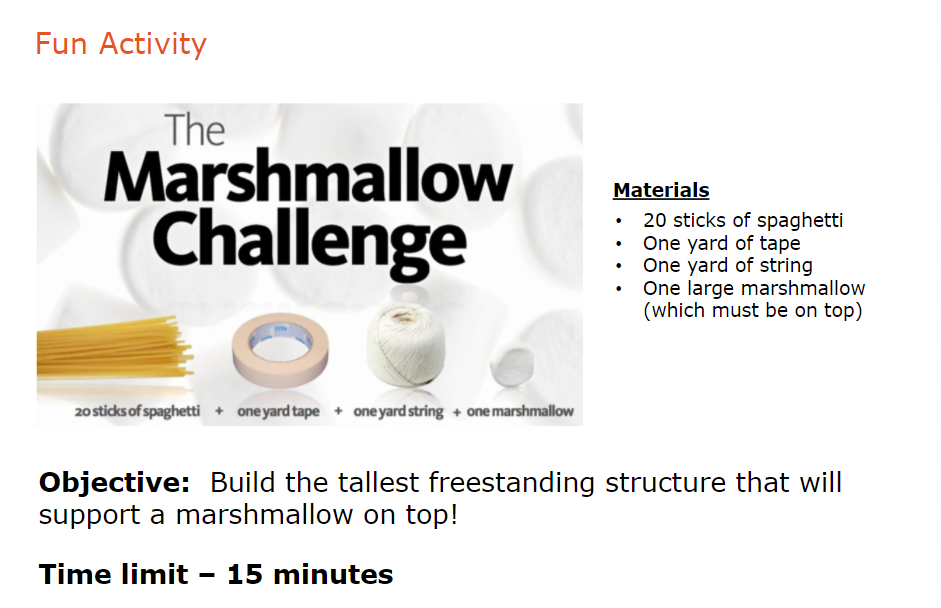 Fun Activity
The
Marshmallow
Challenge
20 sticks of spaghetti + one yard tape + one yard string + one marshmallow
Materials
• 20 sticks of spaghetti
• One yard of tape
• One yard of string
• One large marshmallow
(which must be on top)
Objective: Build the tallest freestanding structure that will
support a marshmallow on top!
Time limit – 15 minutes